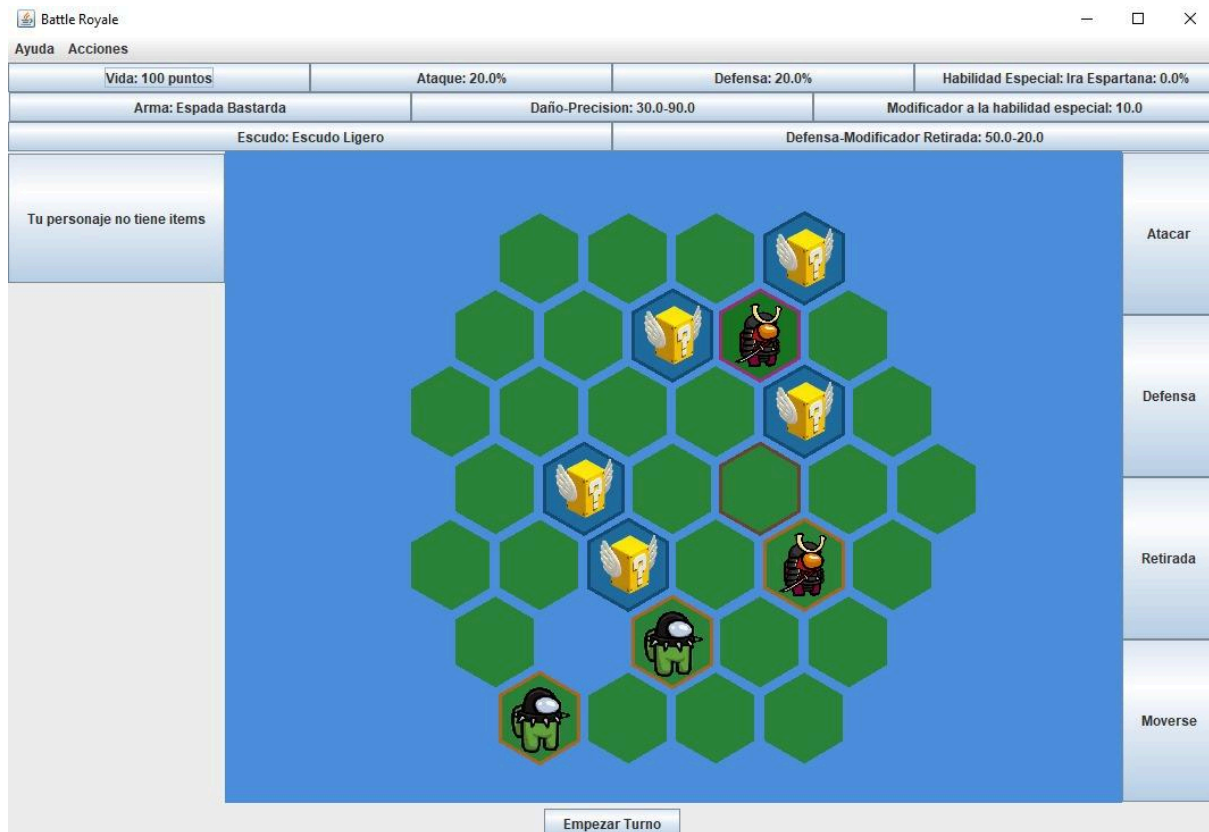 Battle Royale
Ayuda Acciones
Vida: 100 puntos Ataque: 20.0% Defensa: 20.0% Habilidad Especial: Ira Espartana: 0.0%
Arma: Espada Bastarda Daño-Precision: 30.0-90.0 Modificador a la habilidad especial: 10.0
Escudo: Escudo Ligero Defensa-Modificador Retirada: 50.0-20.0
Tu personaje no tiene items
?
Atacar
?
?
Defensa
?
?
Retirada
Moverse
Empezar Turno